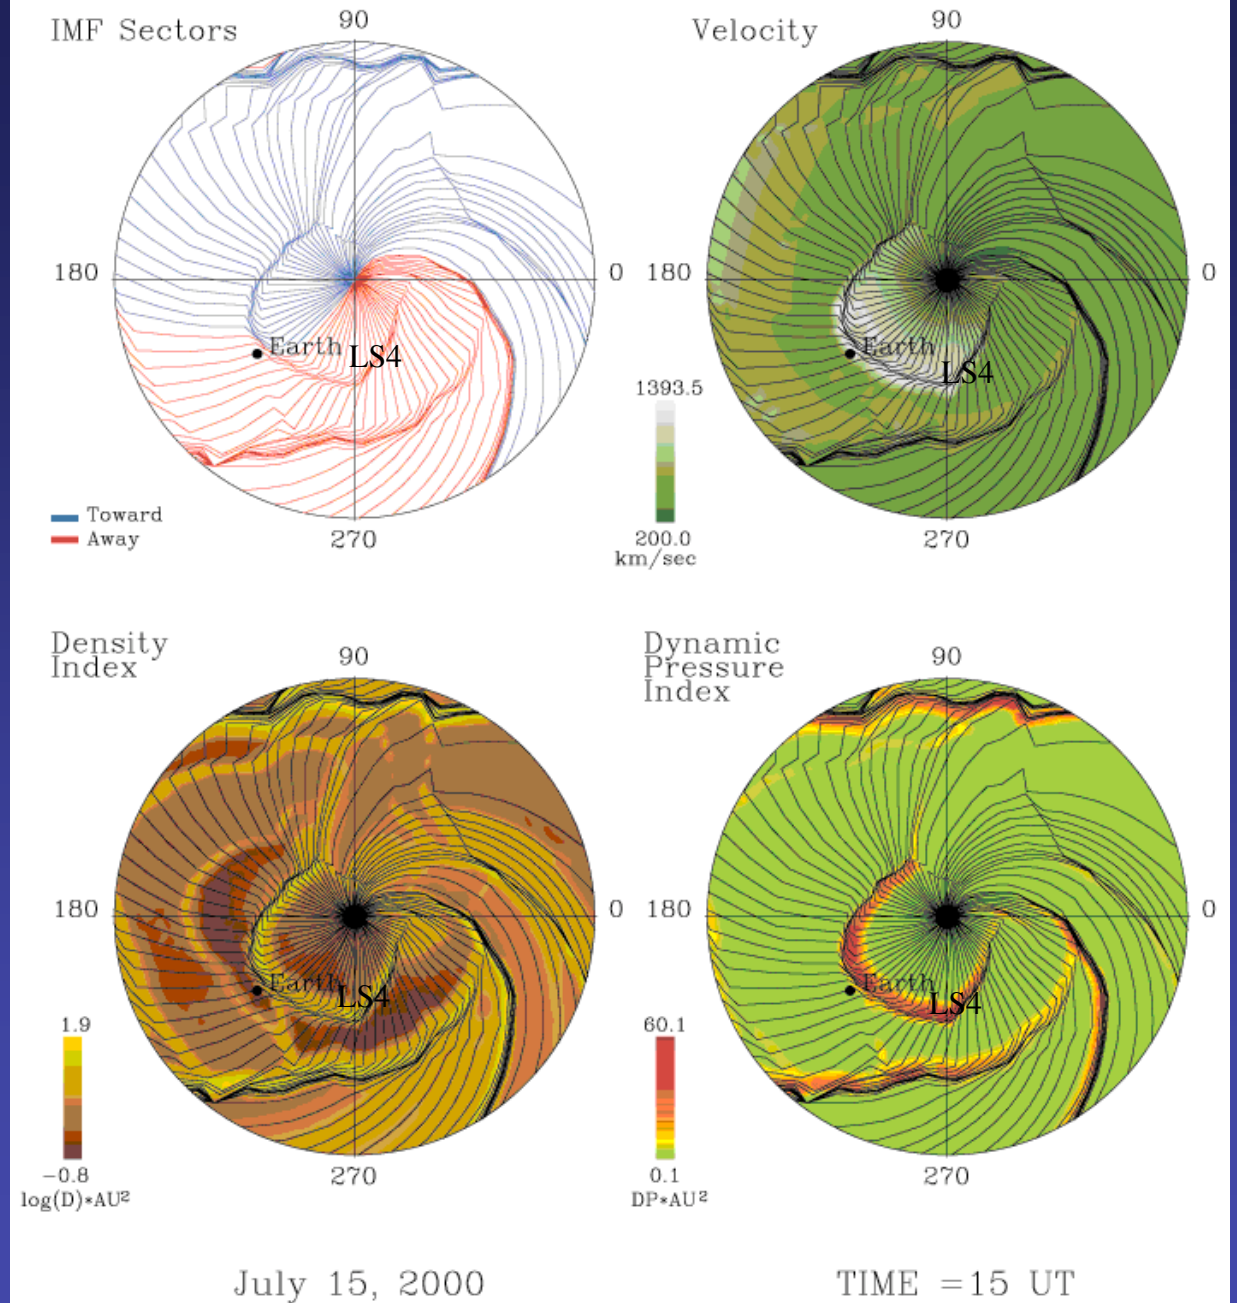 IMF Sectors
90
180
0
Earth
LS4
Toward
Away
270
Velocity
90
180
0
Earth
LS4
1393.5
200.0
km/sec
270
Density
Index
90
180
0
Earth
LS4
1.9
-0.8
log(D)*AU²
270
Dynamic
Pressure
Index
90
180
0
Earth
LS4
60.1
0.1
DP*AU²
270
July 15, 2000
TIME =15 UT